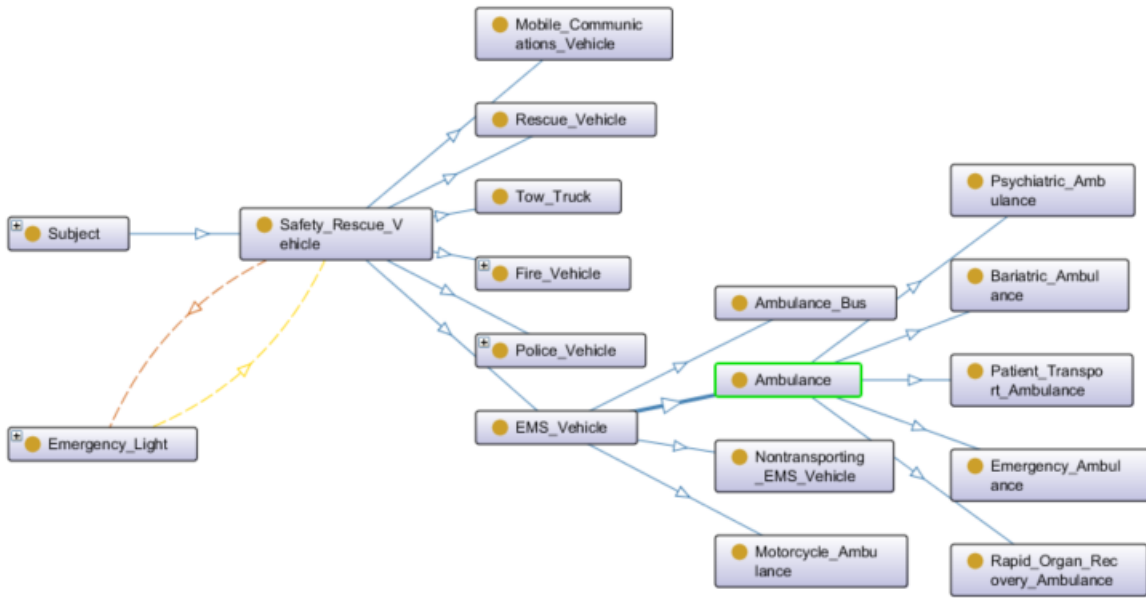 Mobile_Communic
ations_Vehicle
Rescue_Vehicle
Tow_Truck
Subject
Safety_Rescue_V
ehicle
Fire_Vehicle
Police_Vehicle
Emergency_Light
EMS_Vehicle
Ambulance_Bus
Ambulance
Nontransporting
_EMS_Vehicle
Motorcycle_Ambu
lance
Psychiatric_Amb
ulance
Bariatric_Ambul
ance
Patient_Transpo
rt_Ambulance
Emergency_Ambul
ance
Rapid_Organ_Rec
overy_Ambulance